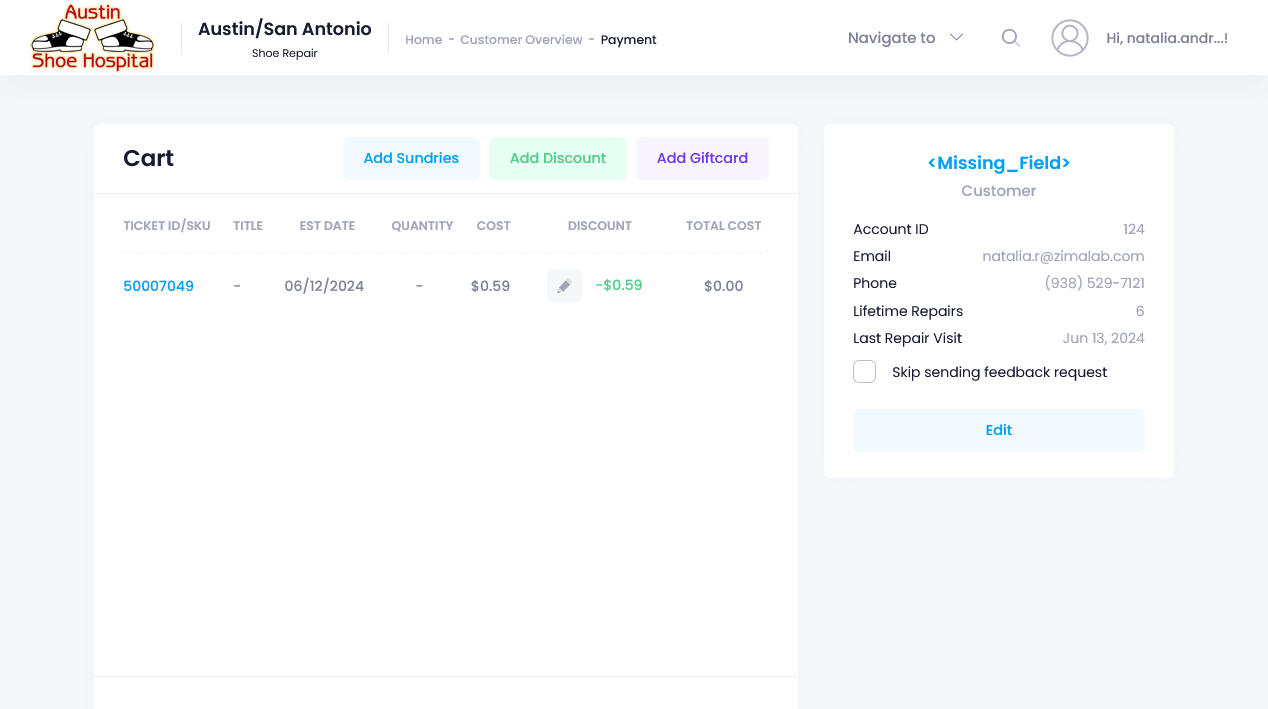 Austin
Shoe Hospital
Austin/San Antonio
Shoe Repair
Home - Customer Overview - Payment
Navigate to
Hi, natalia.andr...!
Cart
Add Sundries
Add Discount
Add Giftcard
TICKET ID/SKU TITLE EST DATE QUANTITY COST DISCOUNT TOTAL COST
50007049 - 06/12/2024 - $0.59 -$0.59 $0.00
<Missing_Field>
Customer
Account ID 124
Email natalia.r@zimalab.com
Phone (938) 529-7121
Lifetime Repairs 6
Last Repair Visit Jun 13, 2024
Skip sending feedback request
Edit